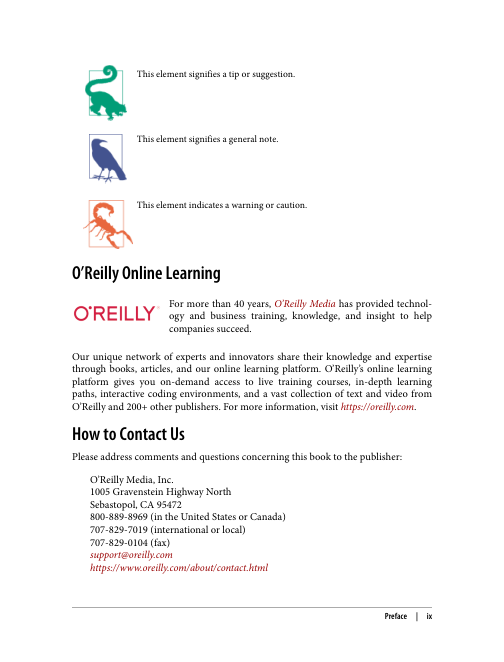 This element signifies a tip or suggestion.
This element signifies a general note.
This element indicates a warning or caution.
O’Reilly Online Learning
O'REILLY
For more than 40 years, O’Reilly Media has provided technol-
ogy and business training, knowledge, and insight to help
companies succeed.
Our unique network of experts and innovators share their knowledge and expertise
through books, articles, and our online learning platform. O’Reilly’s online learning
platform gives you on-demand access to live training courses, in-depth learning
paths, interactive coding environments, and a vast collection of text and video from
O’Reilly and 200+ other publishers. For more information, visit https://oreilly.com.
How to Contact Us
Please address comments and questions concerning this book to the publisher:
O’Reilly Media, Inc.
1005 Gravenstein Highway North
Sebastopol, CA 95472
800-889-8969 (in the United States or Canada)
707-829-7019 (international or local)
707-829-0104 (fax)
support@oreilly.com
https://www.oreilly.com/about/contact.html
Preface | ix